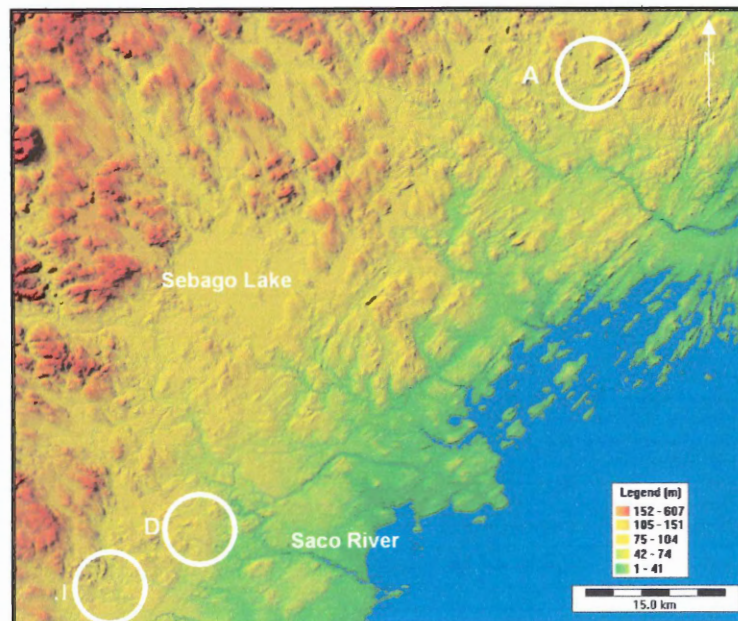 A
N
Sebago Lake
D
Saco River
.I
Legend (m)
152 - 607
105 - 151
75 - 104
42 - 74
1 - 41
15.0 km